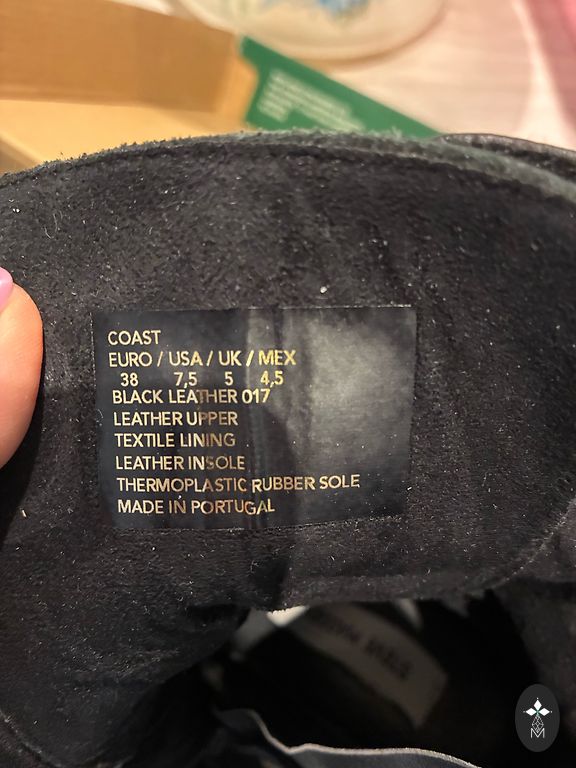 COAST
EURO / USA / UK / MEX
38 7,5 5 4,5
BLACK LEATHER 017
LEATHER UPPER
TEXTILE LINING
LEATHER INSOLE
THERMOPLASTIC RUBBER SOLE
MADE IN PORTUGAL